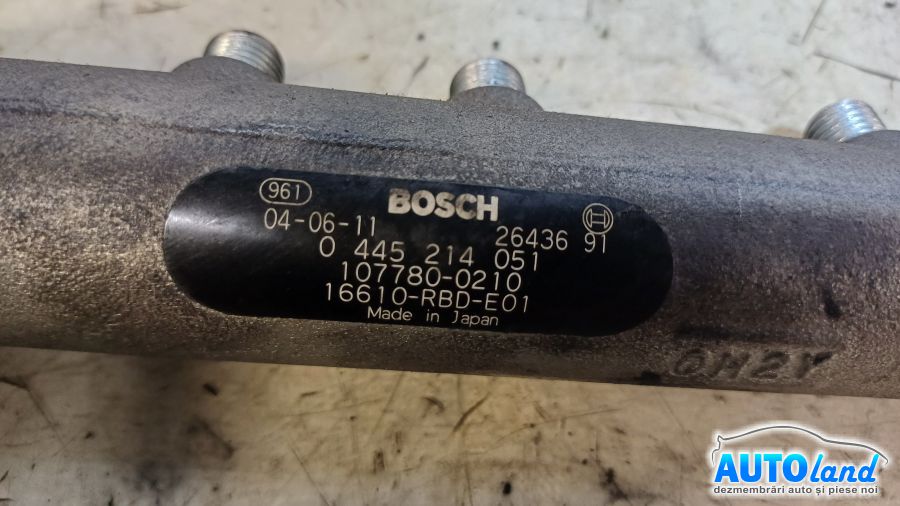 961 BOSCH
04-06-11 26436 91
0 445 214 051
107780-0210
16610-RBD-E01
Made in Japan
AUTOland
dezmembrări auto și piese noi